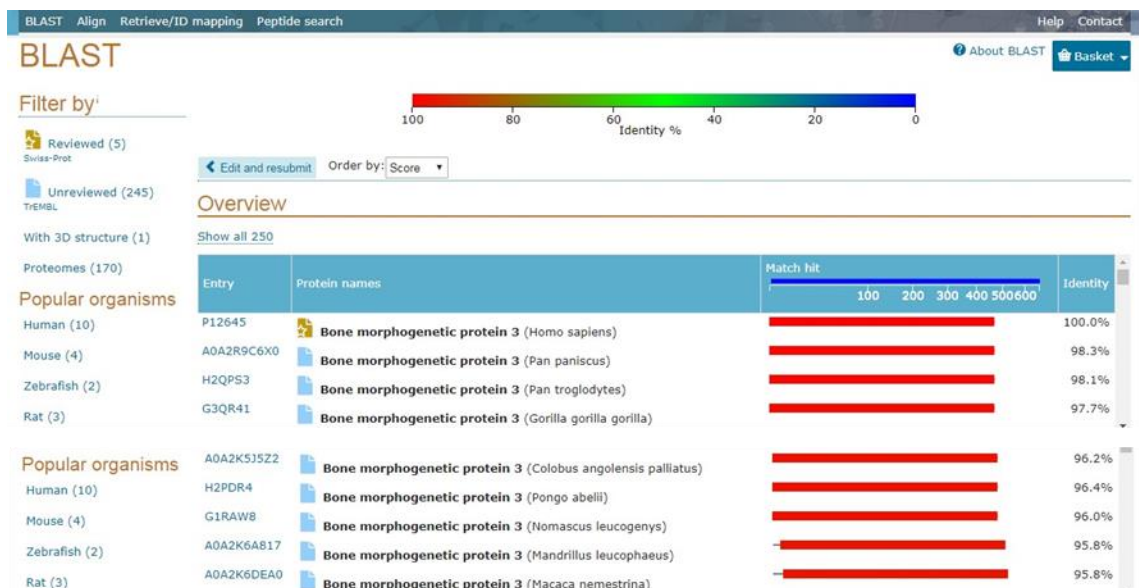 BLAST Align Retrieve/ID mapping Peptide search Help Contact
BLAST
About BLAST
Basket
Filter by
100 80 60 40 20 0
Identity %
Reviewed (5)
Swiss-Prot
Edit and resubmit Order by: Score
Unreviewed (245)
TrEMBL
Overview
With 3D structure (1)
Show all 250
Proteomes (170)
Entry Protein names Match hit Identity
100 200 300 400 500 600
Popular organisms
Human (10)
Mouse (4)
Zebrafish (2)
Rat (3)
P12645 Bone morphogenetic protein 3 (Homo sapiens) 100.0%
A0A2R9C6X0 Bone morphogenetic protein 3 (Pan paniscus) 98.3%
H2QPS3 Bone morphogenetic protein 3 (Pan troglodytes) 98.1%
G3QR41 Bone morphogenetic protein 3 (Gorilla gorilla gorilla) 97.7%
Popular organisms
Human (10)
Mouse (4)
Zebrafish (2)
Rat (3)
A0A2K5J5Z2 Bone morphogenetic protein 3 (Colobus angolensis palliatus) 96.2%
H2PDR4 Bone morphogenetic protein 3 (Pongo abelii) 96.4%
G1RAW8 Bone morphogenetic protein 3 (Nomascus leucogenys) 96.0%
A0A2K6A817 Bone morphogenetic protein 3 (Mandrillus leucophaeus) 95.8%
A0A2K6DEA0 Bone morphogenetic protein 3 (Macaca nemestrina) 95.8%